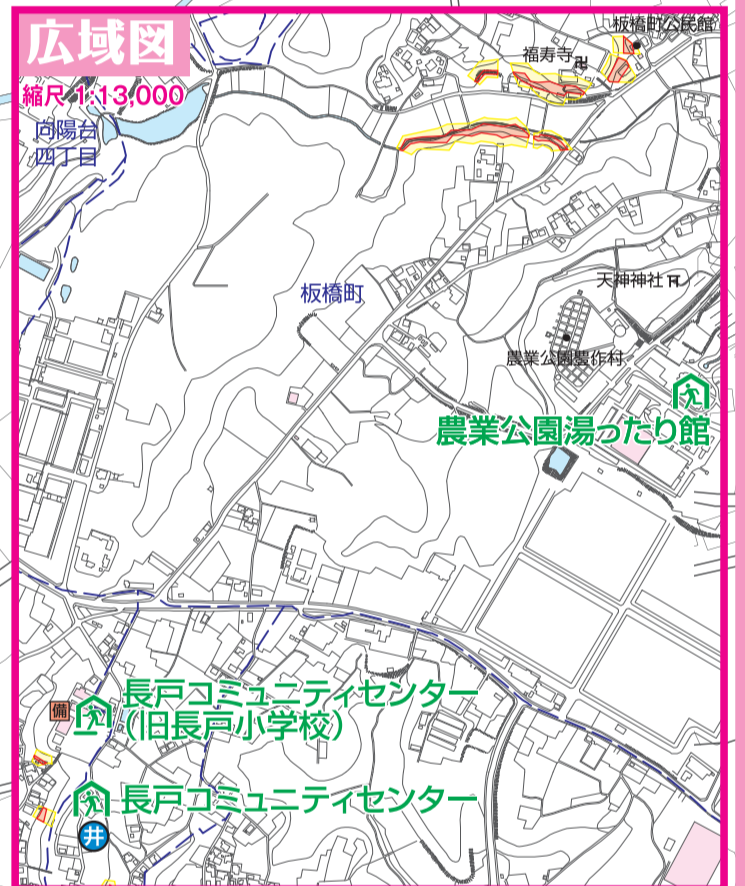 広域図
縮尺 1:13,000
向陽台
四丁目
板橋町公民館
福寿寺
板橋町
天神神社
農業公園豊作村
農業公園湯ったり館
備
長戸コミュニティセンター
(旧長戸小学校)
長戸コミュニティセンター
井